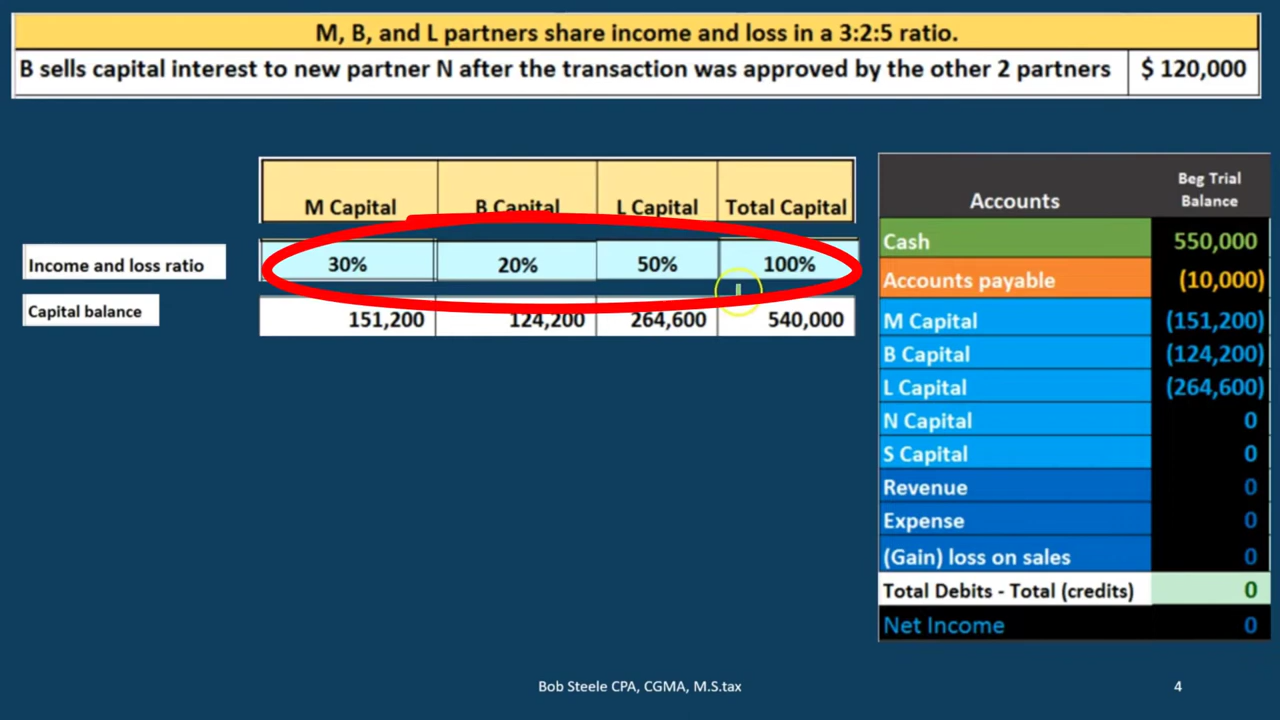 M, B, and L partners share income and loss in a 3:2:5 ratio.
B sells capital interest to new partner N after the transaction was approved by the other 2 partners $ 120,000
M Capital B Capital L Capital Total Capital
Income and loss ratio 30% 20% 50% 100%
Capital balance 151,200 124,200 264,600 540,000
Accounts Beg Trial Balance
Cash 550,000
Accounts payable (10,000)
M Capital (151,200)
B Capital (124,200)
L Capital (264,600)
N Capital 0
S Capital 0
Revenue 0
Expense 0
(Gain) loss on sales 0
Total Debits - Total (credits) 0
Net Income 0
Bob Steele CPA, CGMA, M.S.tax 4